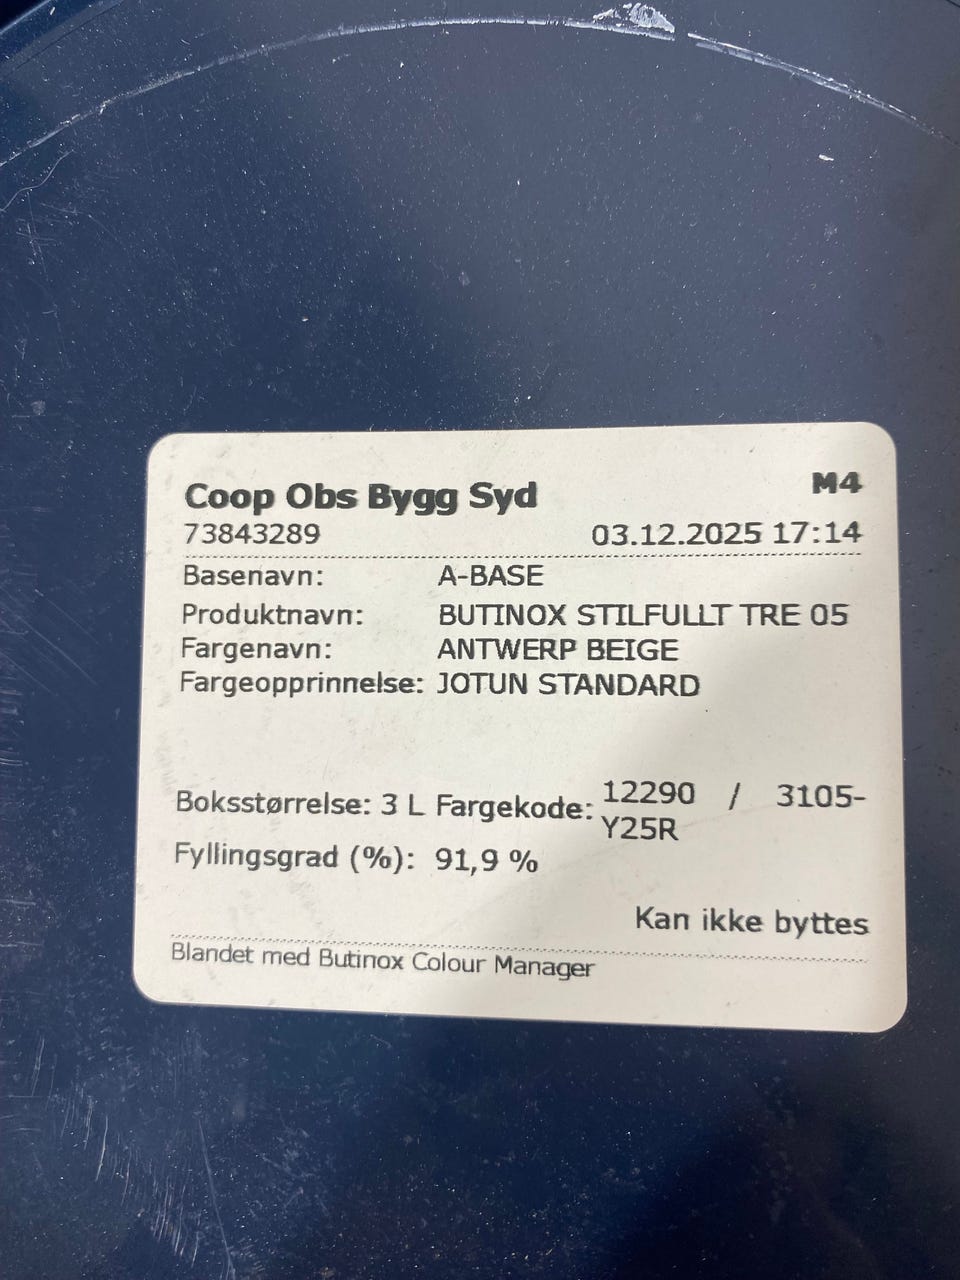 Coop Obs Bygg Syd M4
73843289 03.12.2025 17:14
Basenavn: A-BASE
Produktnavn: BUTINOX STILFULLT TRE 05
Fargenavn: ANTWERP BEIGE
Fargeopprinnelse: JOTUN STANDARD
Boksstørrelse: 3 L Fargekode: 12290 / 3105-
Y25R
Fyllingsgrad (%): 91,9 %
Kan ikke byttes
Blandet med Butinox Colour Manager